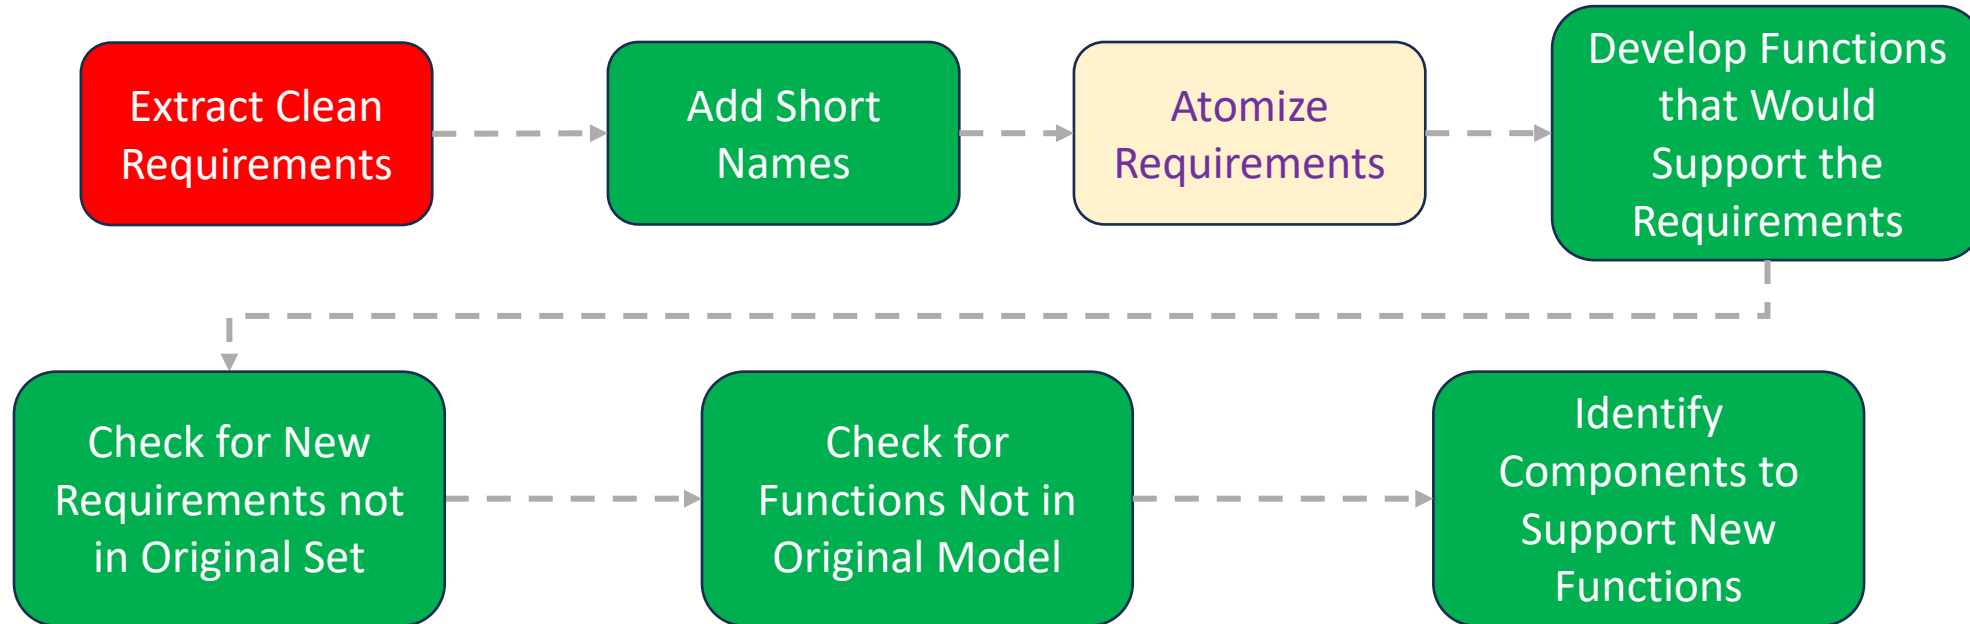 Extract Clean
Requirements
Add Short
Names
Atomize
Requirements
Develop Functions
that Would
Support the
Requirements
Check for New
Requirements not
in Original Set
Check for
Functions Not in
Original Model
Identify
Components to
Support New
Functions